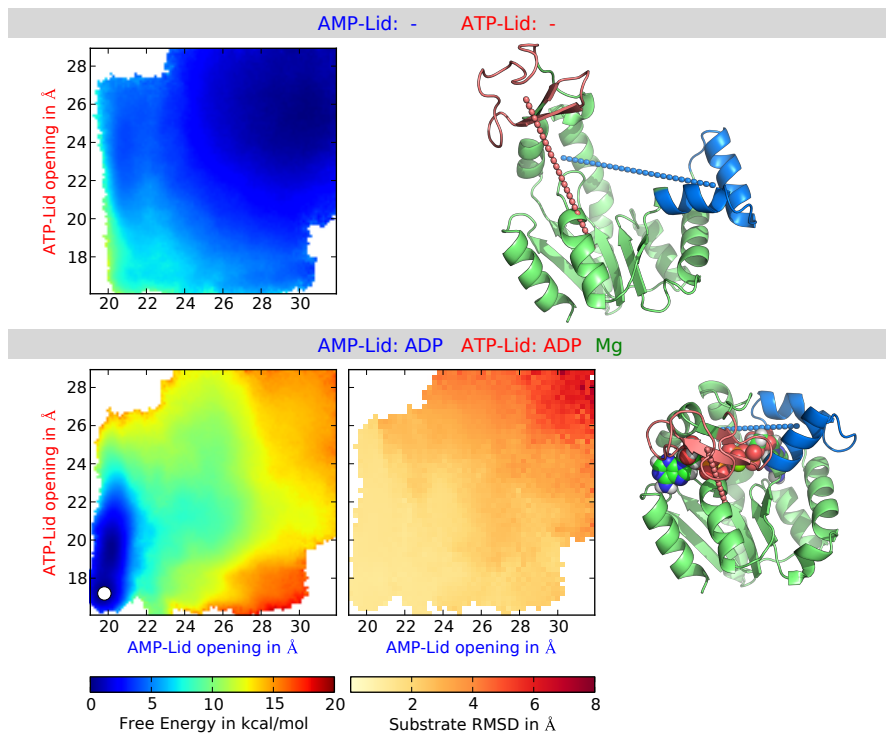 AMP-Lid: - ATP-Lid: -
ATP-Lid opening in Å
28
26
24
22
20
18
20 22 24 26 28 30
AMP-Lid: ADP ATP-Lid: ADP Mg
ATP-Lid opening in Å
28
26
24
22
20
18
20 22 24 26 28 30
20 22 24 26 28 30
AMP-Lid opening in Å
AMP-Lid opening in Å
0 5 10 15 20
2 4 6 8
Free Energy in kcal/mol
Substrate RMSD in Å